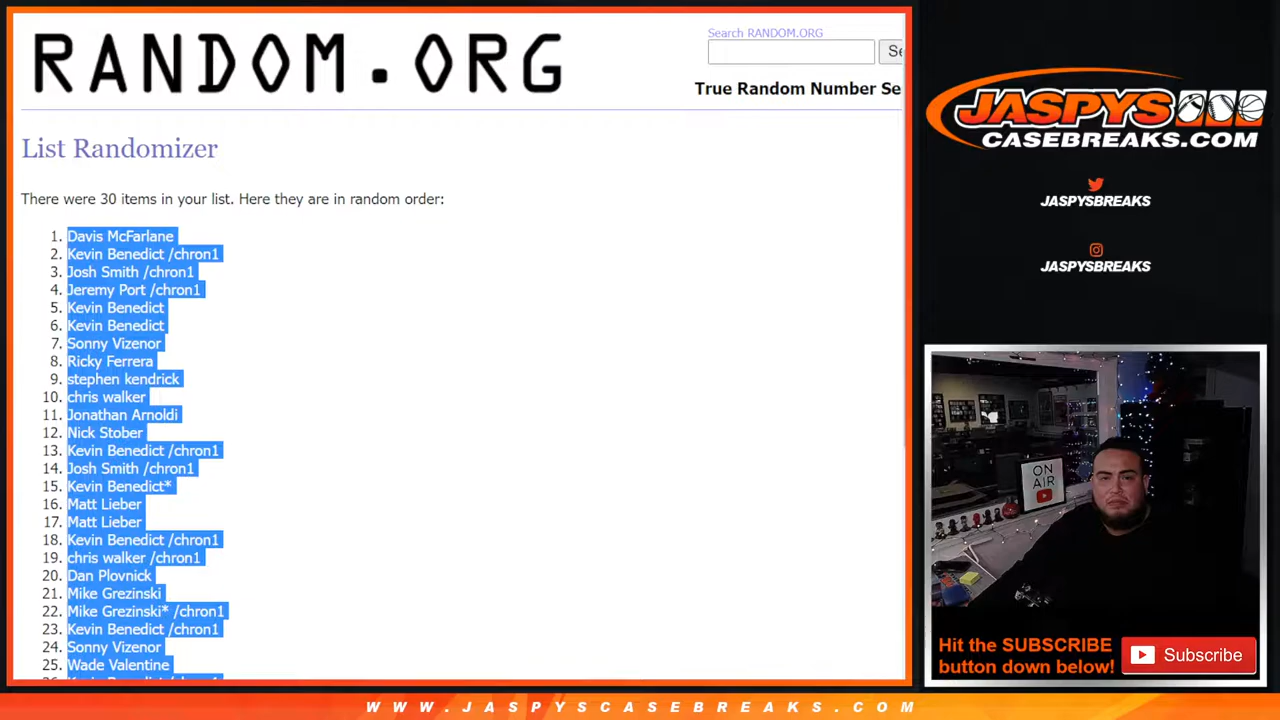 RANDOM.ORG
Search RANDOM.ORG
Se
True Random Number Se
List Randomizer
There were 30 items in your list. Here they are in random order:
1. Davis McFarlane
2. Kevin Benedict /chron1
3. Josh Smith /chron1
4. Jeremy Port /chron1
5. Kevin Benedict
6. Kevin Benedict
7. Sonny Vizenor
8. Ricky Ferrera
9. stephen kendrick
10. chris walker
11. Jonathan Arnoldi
12. Nick Stober
13. Kevin Benedict /chron1
14. Josh Smith /chron1
15. Kevin Benedict*
16. Matt Lieber
17. Matt Lieber
18. Kevin Benedict /chron1
19. chris walker /chron1
20. Dan Plovnick
21. Mike Grezinski
22. Mike Grezinski* /chron1
23. Kevin Benedict /chron1
24. Sonny Vizenor
25. Wade Valentine
JASPYS
CASEBREAKS.COM
JASPYSBREAKS
JASPYSBREAKS
ON
AIR
Hit the SUBSCRIBE
button down below!
Subscribe
WWW.JASPYSCASEBREAKS.COM